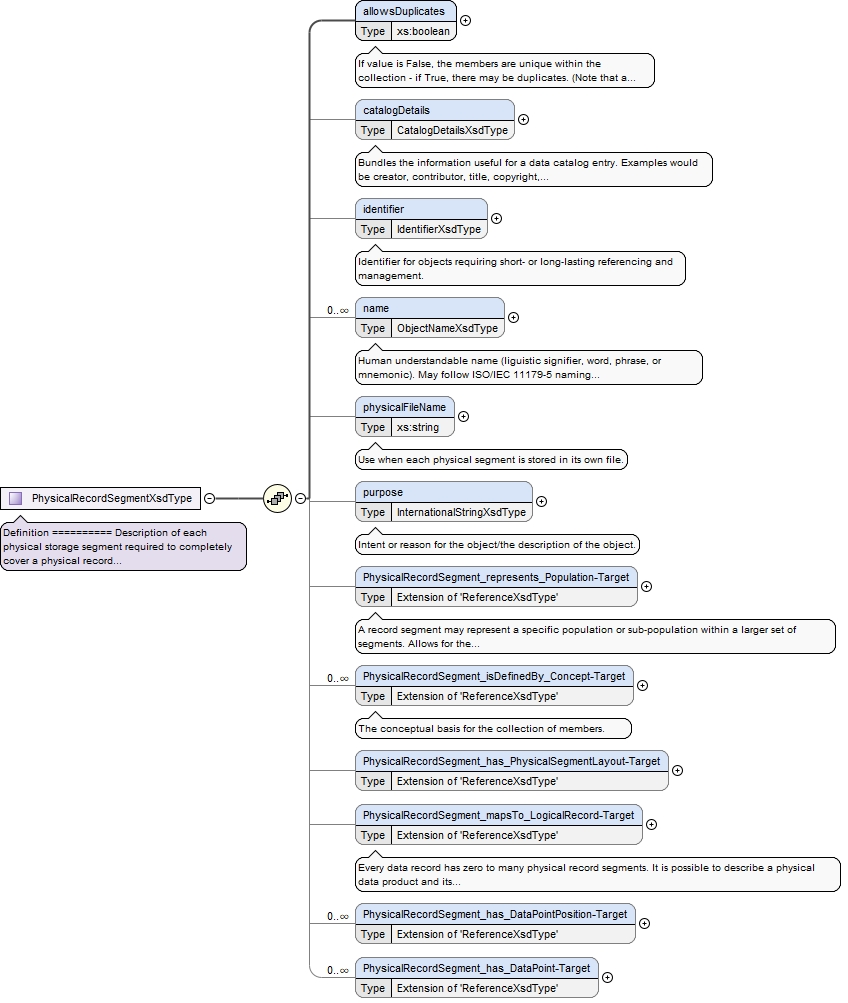 allowsDuplicates
Type xs:boolean
If value is False, the members are unique within the
collection - if True, there may be duplicates. (Note that a...
catalogDetails
Type CatalogDetailsXsdType
Bundles the information useful for a data catalog entry. Examples would
be creator, contributor, title, copyright,...
identifier
Type IdentifierXsdType
Identifier for objects requiring short- or long-lasting referencing and
management.
0..∞
name
Type ObjectNameXsdType
Human understandable name (liguistic signifier, word, phrase, or
mnemonic). May follow ISO/IEC 11179-5 naming...
physicalFileName
Type xs:string
Use when each physical segment is stored in its own file.
PhysicalRecordSegmentXsdType
Definition ========== Description of each
physical storage segment required to completely
cover a physical record...
purpose
Type InternationalStringXsdType
Intent or reason for the object/the description of the object.
PhysicalRecordSegment_represents_Population-Target
Type Extension of 'ReferenceXsdType'
A record segment may represent a specific population or sub-population within a larger set of
segments. Allows for the...
0..∞
PhysicalRecordSegment_isDefinedBy_Concept-Target
Type Extension of 'ReferenceXsdType'
The conceptual basis for the collection of members.
PhysicalRecordSegment_has_PhysicalSegmentLayout-Target
Type Extension of 'ReferenceXsdType'
PhysicalRecordSegment_mapsTo_LogicalRecord-Target
Type Extension of 'ReferenceXsdType'
Every data record has zero to many physical record segments. It is possible to describe a physical
data product and its...
0..∞
PhysicalRecordSegment_has_DataPointPosition-Target
Type Extension of 'ReferenceXsdType'
0..∞
PhysicalRecordSegment_has_DataPoint-Target
Type Extension of 'ReferenceXsdType'